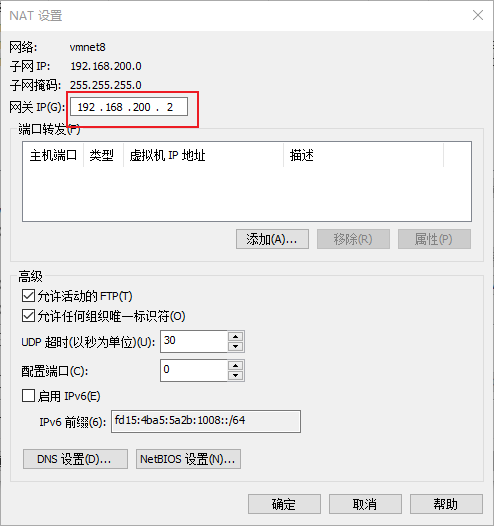 NAT 设置
网络: vmnet8
子网 IP: 192.168.200.0
子网掩码: 255.255.255.0
网关 IP(G): 192 . 168 . 200 . 2
端口转发(F)
主机端口 类型 虚拟机 IP 地址 描述
添加(A)... 移除(R) 属性(P)
高级
允许活动的 FTP(T)
允许任何组织唯一标识符(O)
UDP 超时(以秒为单位)(U): 30
配置端口(C): 0
启用 IPv6(E)
IPv6 前缀(6): fd15:4ba5:5a2b:1008::/64
DNS 设置(D)... NetBIOS 设置(N)...
确定 取消 帮助